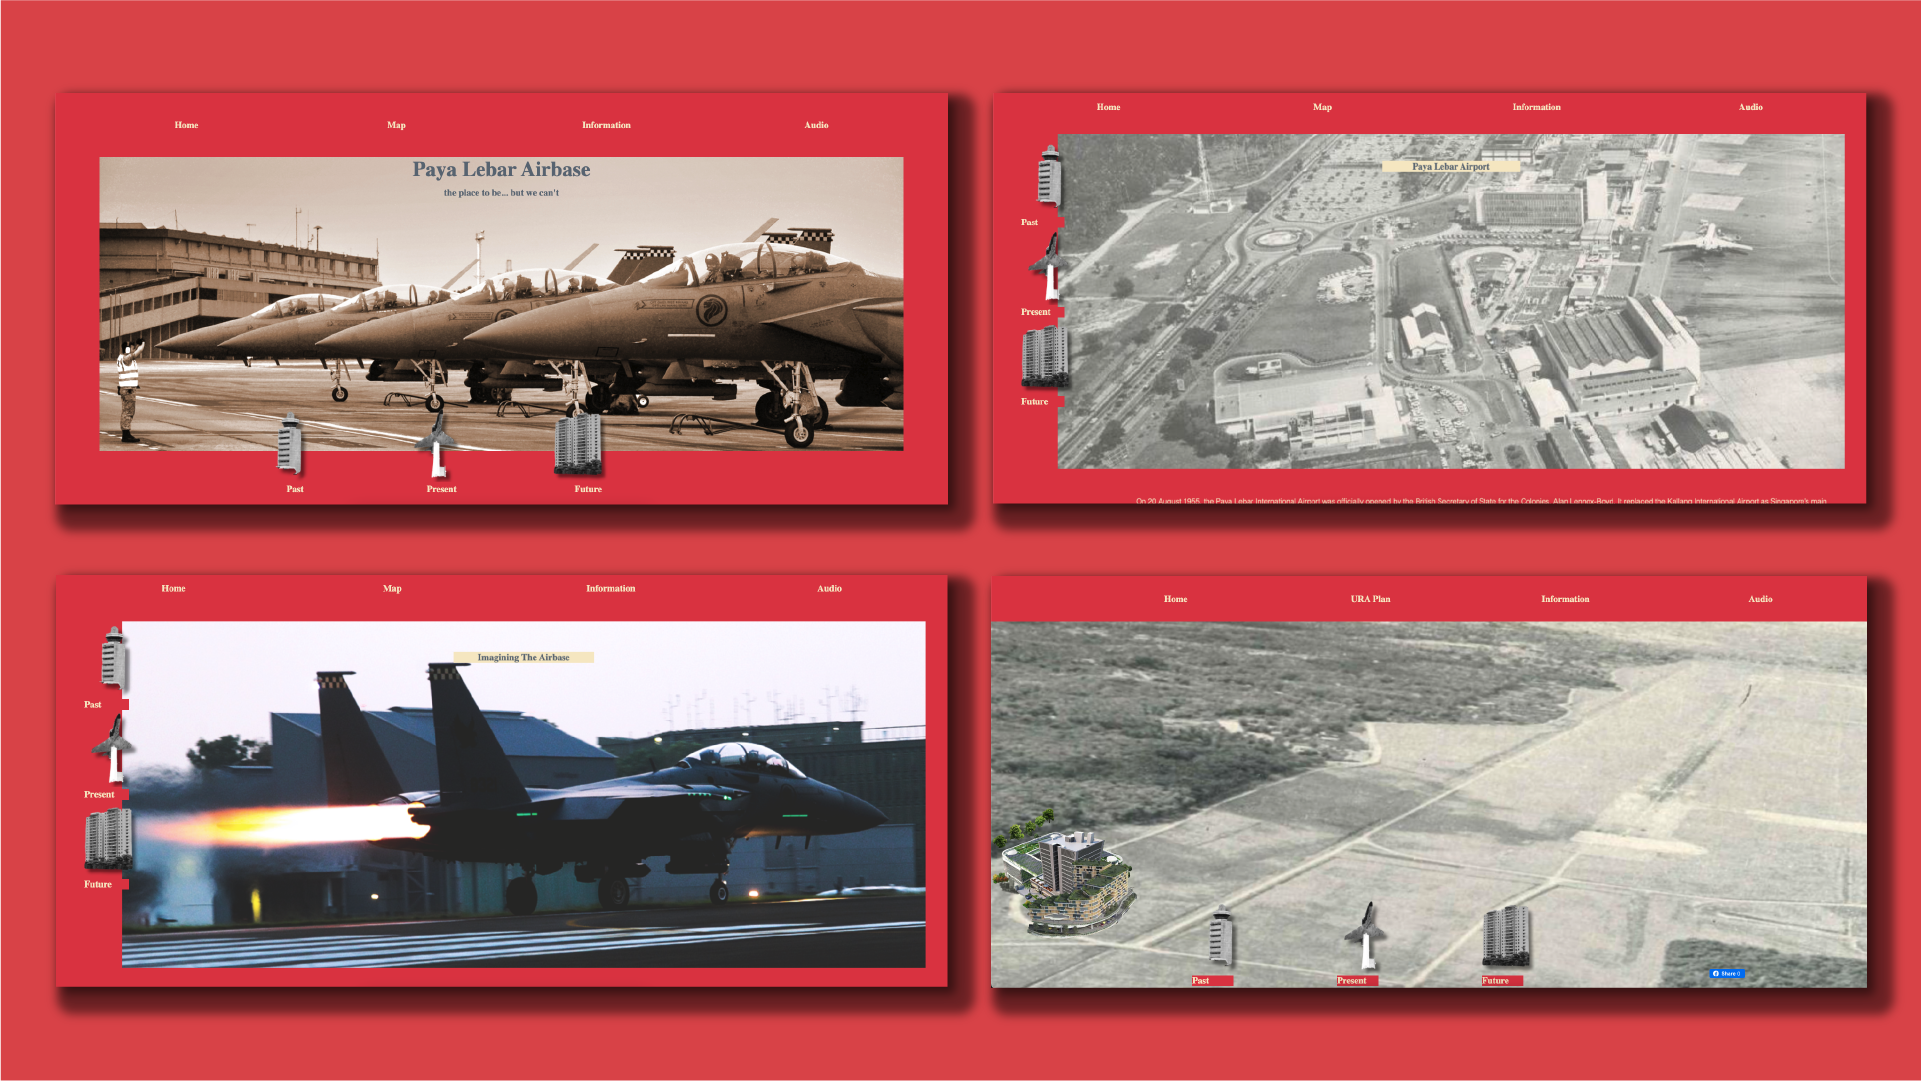 Home
Map
Information
Audio
Paya Lebar Airbase
the place to be... but we can't
Past
Present
Future
Home
Map
Information
Audio
Paya Lebar Airport
Past
Present
Future
On 20 August 1955, the Paya Lebar International Airport was officially opened by the British Secretary of State for the Colonies, Alan Lennox-Boyd. It replaced the Kallang International Airport as Singapore's main
Home
Map
Information
Audio
Imagining The Airbase
Past
Present
Future
Home
URA Plan
Information
Audio
Past
Present
Future
Share 0